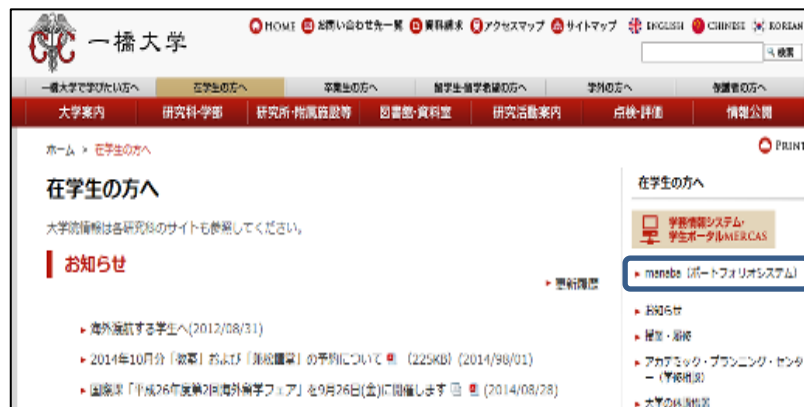 一橋大学
HOME お問い合わせ先一覧 資料請求 アクセスマップ サイトマップ ENGLISH CHINESE KOREAN
検索
一橋大学で学びたい方へ 在学生の方へ 卒業生の方へ 留学生・留学希望の方へ 学外の方へ 保護者の方へ
大学案内 研究科・学部 研究所・附属施設等 図書館・資料室 研究活動案内 点検・評価 情報公開
ホーム > 在学生の方へ
PRINT
在学生の方へ
大学院情報は各研究科のサイトも参照してください。
お知らせ
更新履歴
海外渡航する学生へ(2012/08/31)
2014年10月分「敬幕」および「兼松講堂」の予約について (225KB) (2014/98/01)
国際課「平成26年度第2回海外留学フェア」を9月26日(金)に開催します (2014/08/28)
在学生の方へ
学務情報システム・
学生ポータルMERCAS
manaba（ポートフォリオシステム）
お知らせ
授業・履修
アカデミック・プランニング・センタ
ー（学修相談）